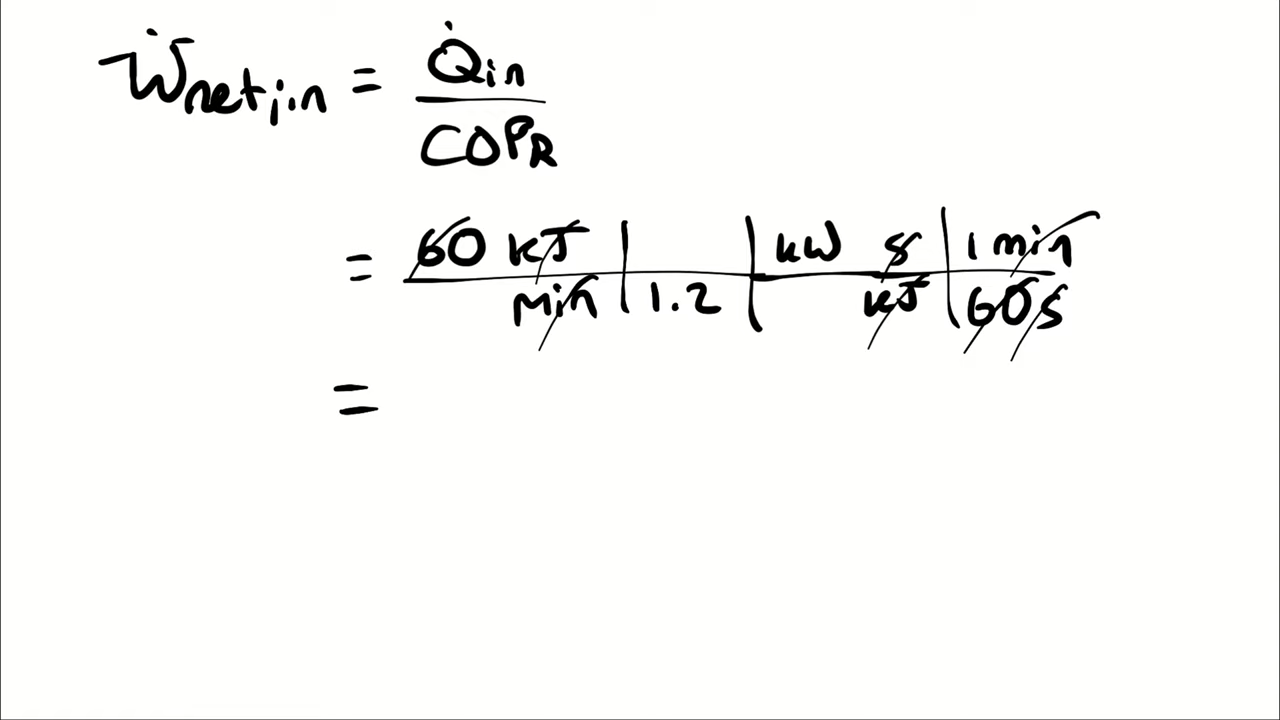 Ẇnet,in = Q̇in
COPR
= 60 kJ | | kW s | 1 min
min | 1.2 | kJ | 60 s
=